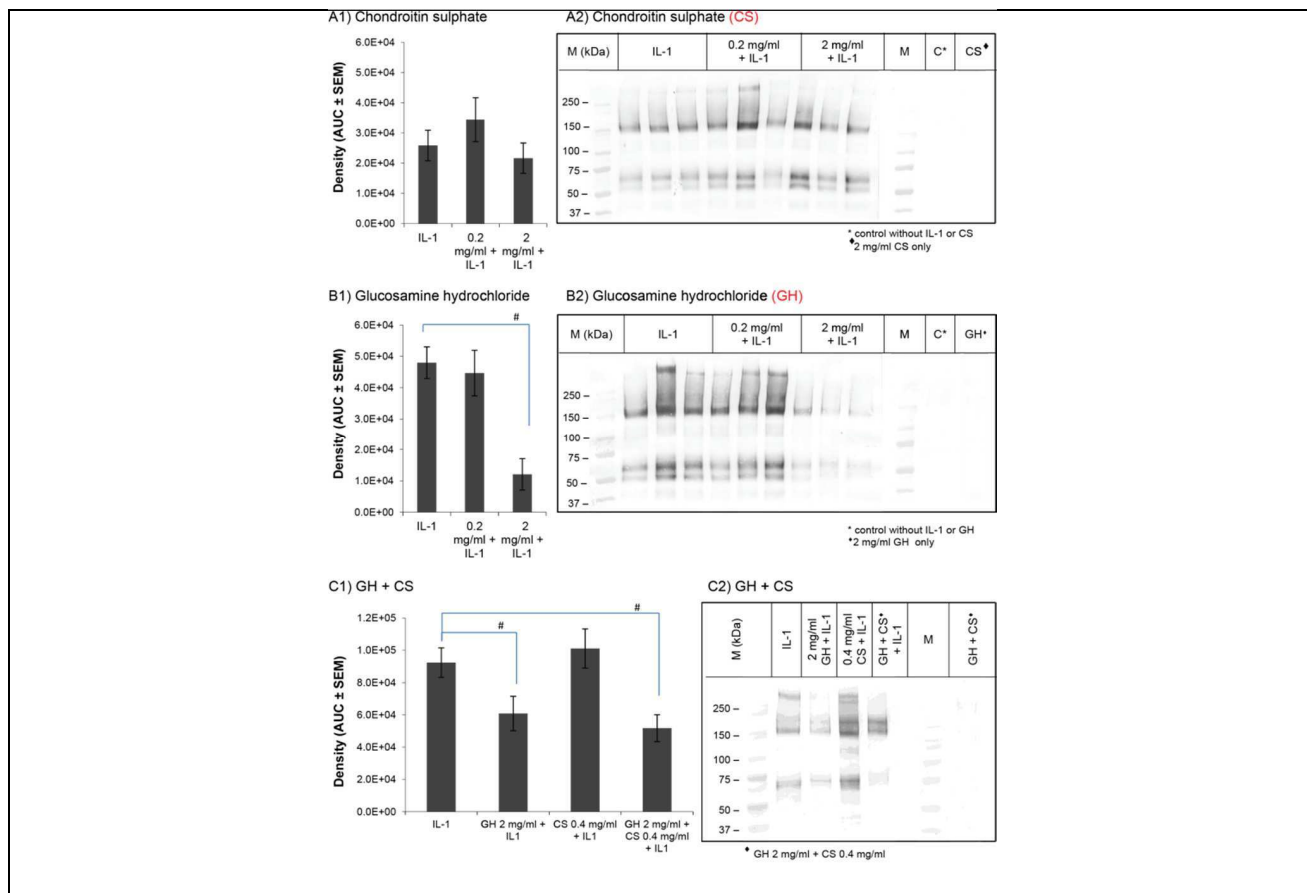 A1) Chondroitin sulphate
Density (AUC ± SEM)
6.0E+04
5.0E+04
4.0E+04
3.0E+04
2.0E+04
1.0E+04
0.0E+00
IL-1
0.2
mg/ml +
IL-1
2
mg/ml +
IL-1
A2) Chondroitin sulphate (CS)
M (kDa)
IL-1
0.2 mg/ml
+ IL-1
2 mg/ml
+ IL-1
M
C*
CS♦
250 –
150 –
100 –
75 –
50 –
37 –
* control without IL-1 or CS
♦2 mg/ml CS only
B1) Glucosamine hydrochloride
Density (AUC ± SEM)
6.0E+04
5.0E+04
4.0E+04
3.0E+04
2.0E+04
1.0E+04
0.0E+00
#
IL-1
0.2
mg/ml +
IL-1
2
mg/ml +
IL-1
B2) Glucosamine hydrochloride (GH)
M (kDa)
IL-1
0.2 mg/ml
+ IL-1
2 mg/ml
+ IL-1
M
C*
GH♦
250 –
150 –
100 –
75 –
50 –
37 –
* control without IL-1 or GH
♦2 mg/ml GH only
C1) GH + CS
Density (AUC ± SEM)
1.2E+05
1.0E+05
8.0E+04
6.0E+04
4.0E+04
2.0E+04
0.0E+00
#
#
IL-1
GH 2 mg/ml +
IL1
CS 0.4 mg/ml
+ IL1
GH 2 mg/ml +
CS 0.4 mg/ml
+ IL1
C2) GH + CS
M (kDa)
IL-1
2 mg/ml
GH + IL-1
0.4 mg/ml
CS + IL-1
GH + CS♦
+ IL-1
M
GH + CS♦
250 –
150 –
100 –
75 –
50 –
37 –
♦ GH 2 mg/ml + CS 0.4 mg/ml